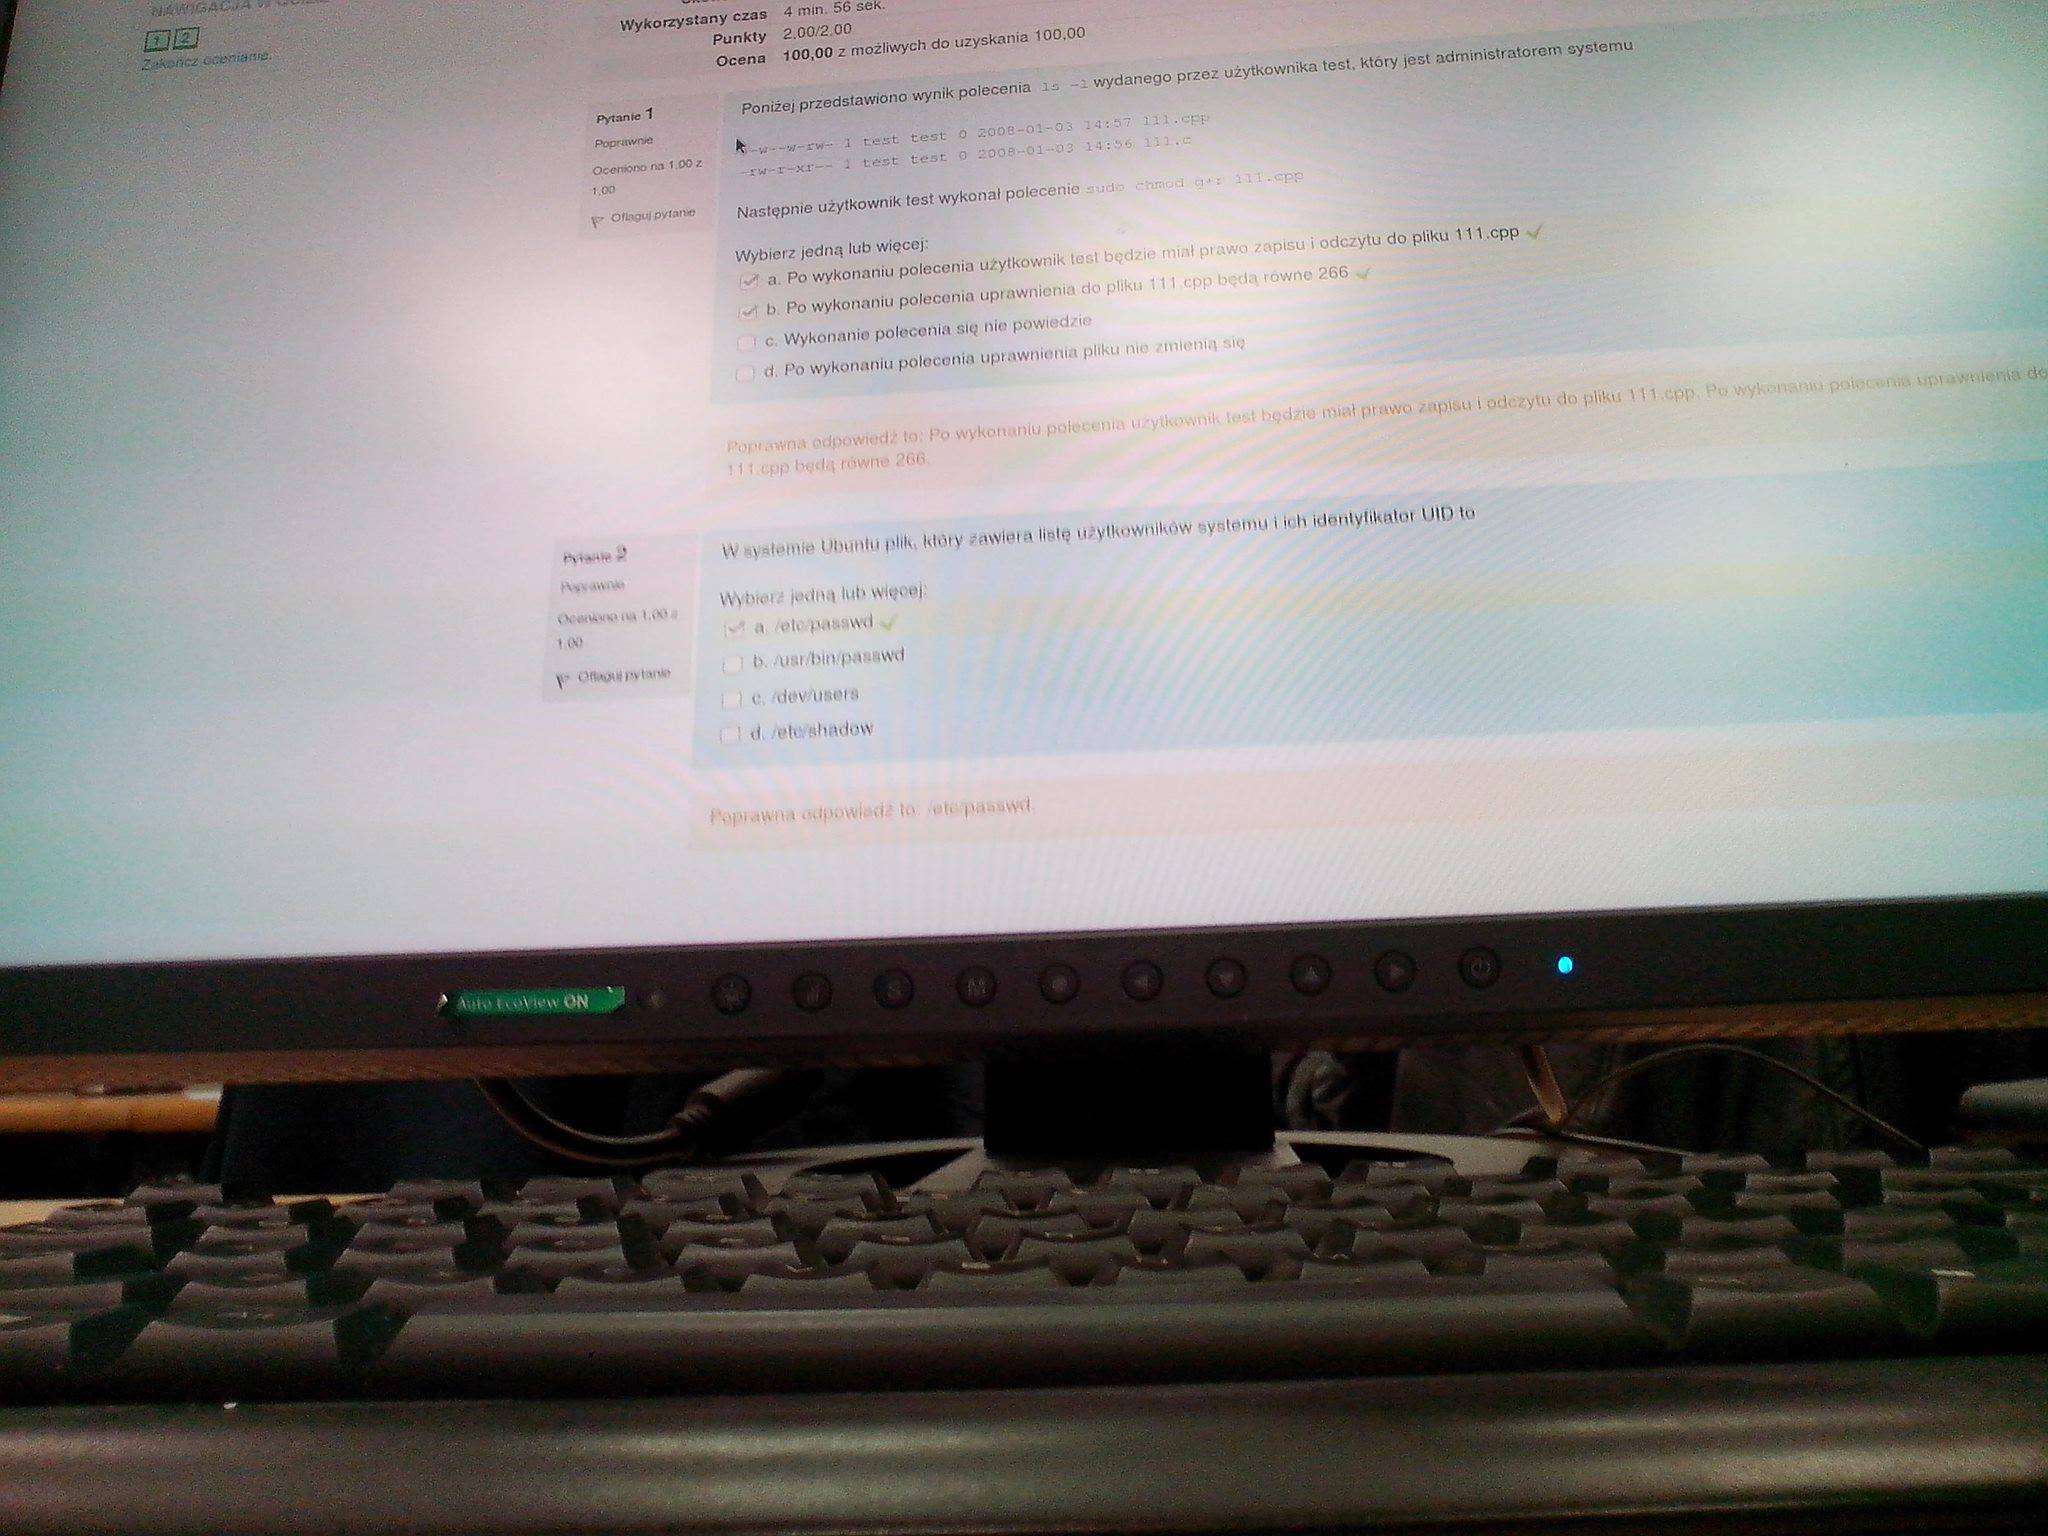 NAWIGACJA W QUIZIE
1 2
Zakończ ocenianie.
Wykorzystany czas 4 min. 56 sek.
Punkty 2,00/2,00
Ocena 100,00 z możliwych do uzyskania 100,00
Pytanie 1
Poprawnie
Oceniono na 1,00 z
1,00
Oflaguj pytanie
Poniżej przedstawiono wynik polecenia ls -l wydanego przez użytkownika test, który jest administratorem systemu
-w--w-rw- 1 test test 0 2008-01-03 14:57 111.cpp
-rw-r-xr-- 1 test test 0 2008-01-03 14:56 111.c
Następnie użytkownik test wykonał polecenie sudo chmod g+r 111.cpp
Wybierz jedną lub więcej:
a. Po wykonaniu polecenia użytkownik test będzie miał prawo zapisu i odczytu do pliku 111.cpp
b. Po wykonaniu polecenia uprawnienia do pliku 111.cpp będą równe 266
c. Wykonanie polecenia się nie powiedzie
d. Po wykonaniu polecenia uprawnienia pliku nie zmienią się
Poprawna odpowiedź to: Po wykonaniu polecenia użytkownik test będzie miał prawo zapisu i odczytu do pliku 111.cpp, Po wykonaniu polecenia uprawnienia do
111.cpp będą równe 266.
Pytanie 2
Poprawnie
Oceniono na 1,00 z
1,00
Oflaguj pytanie
W systemie Ubuntu plik, który zawiera listę użytkowników systemu i ich identyfikator UID to
Wybierz jedną lub więcej:
a. /etc/passwd
b. /usr/bin/passwd
c. /dev/users
d. /etc/shadow
Poprawna odpowiedź to: /etc/passwd.
Auto EcoView ON
S M